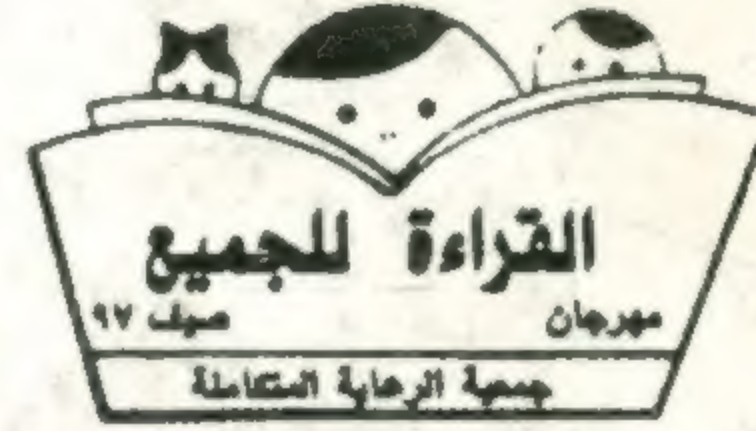 القراءة للجميع
مهرجان صيف ٩٧
جمعية الرعاية المتكاملة